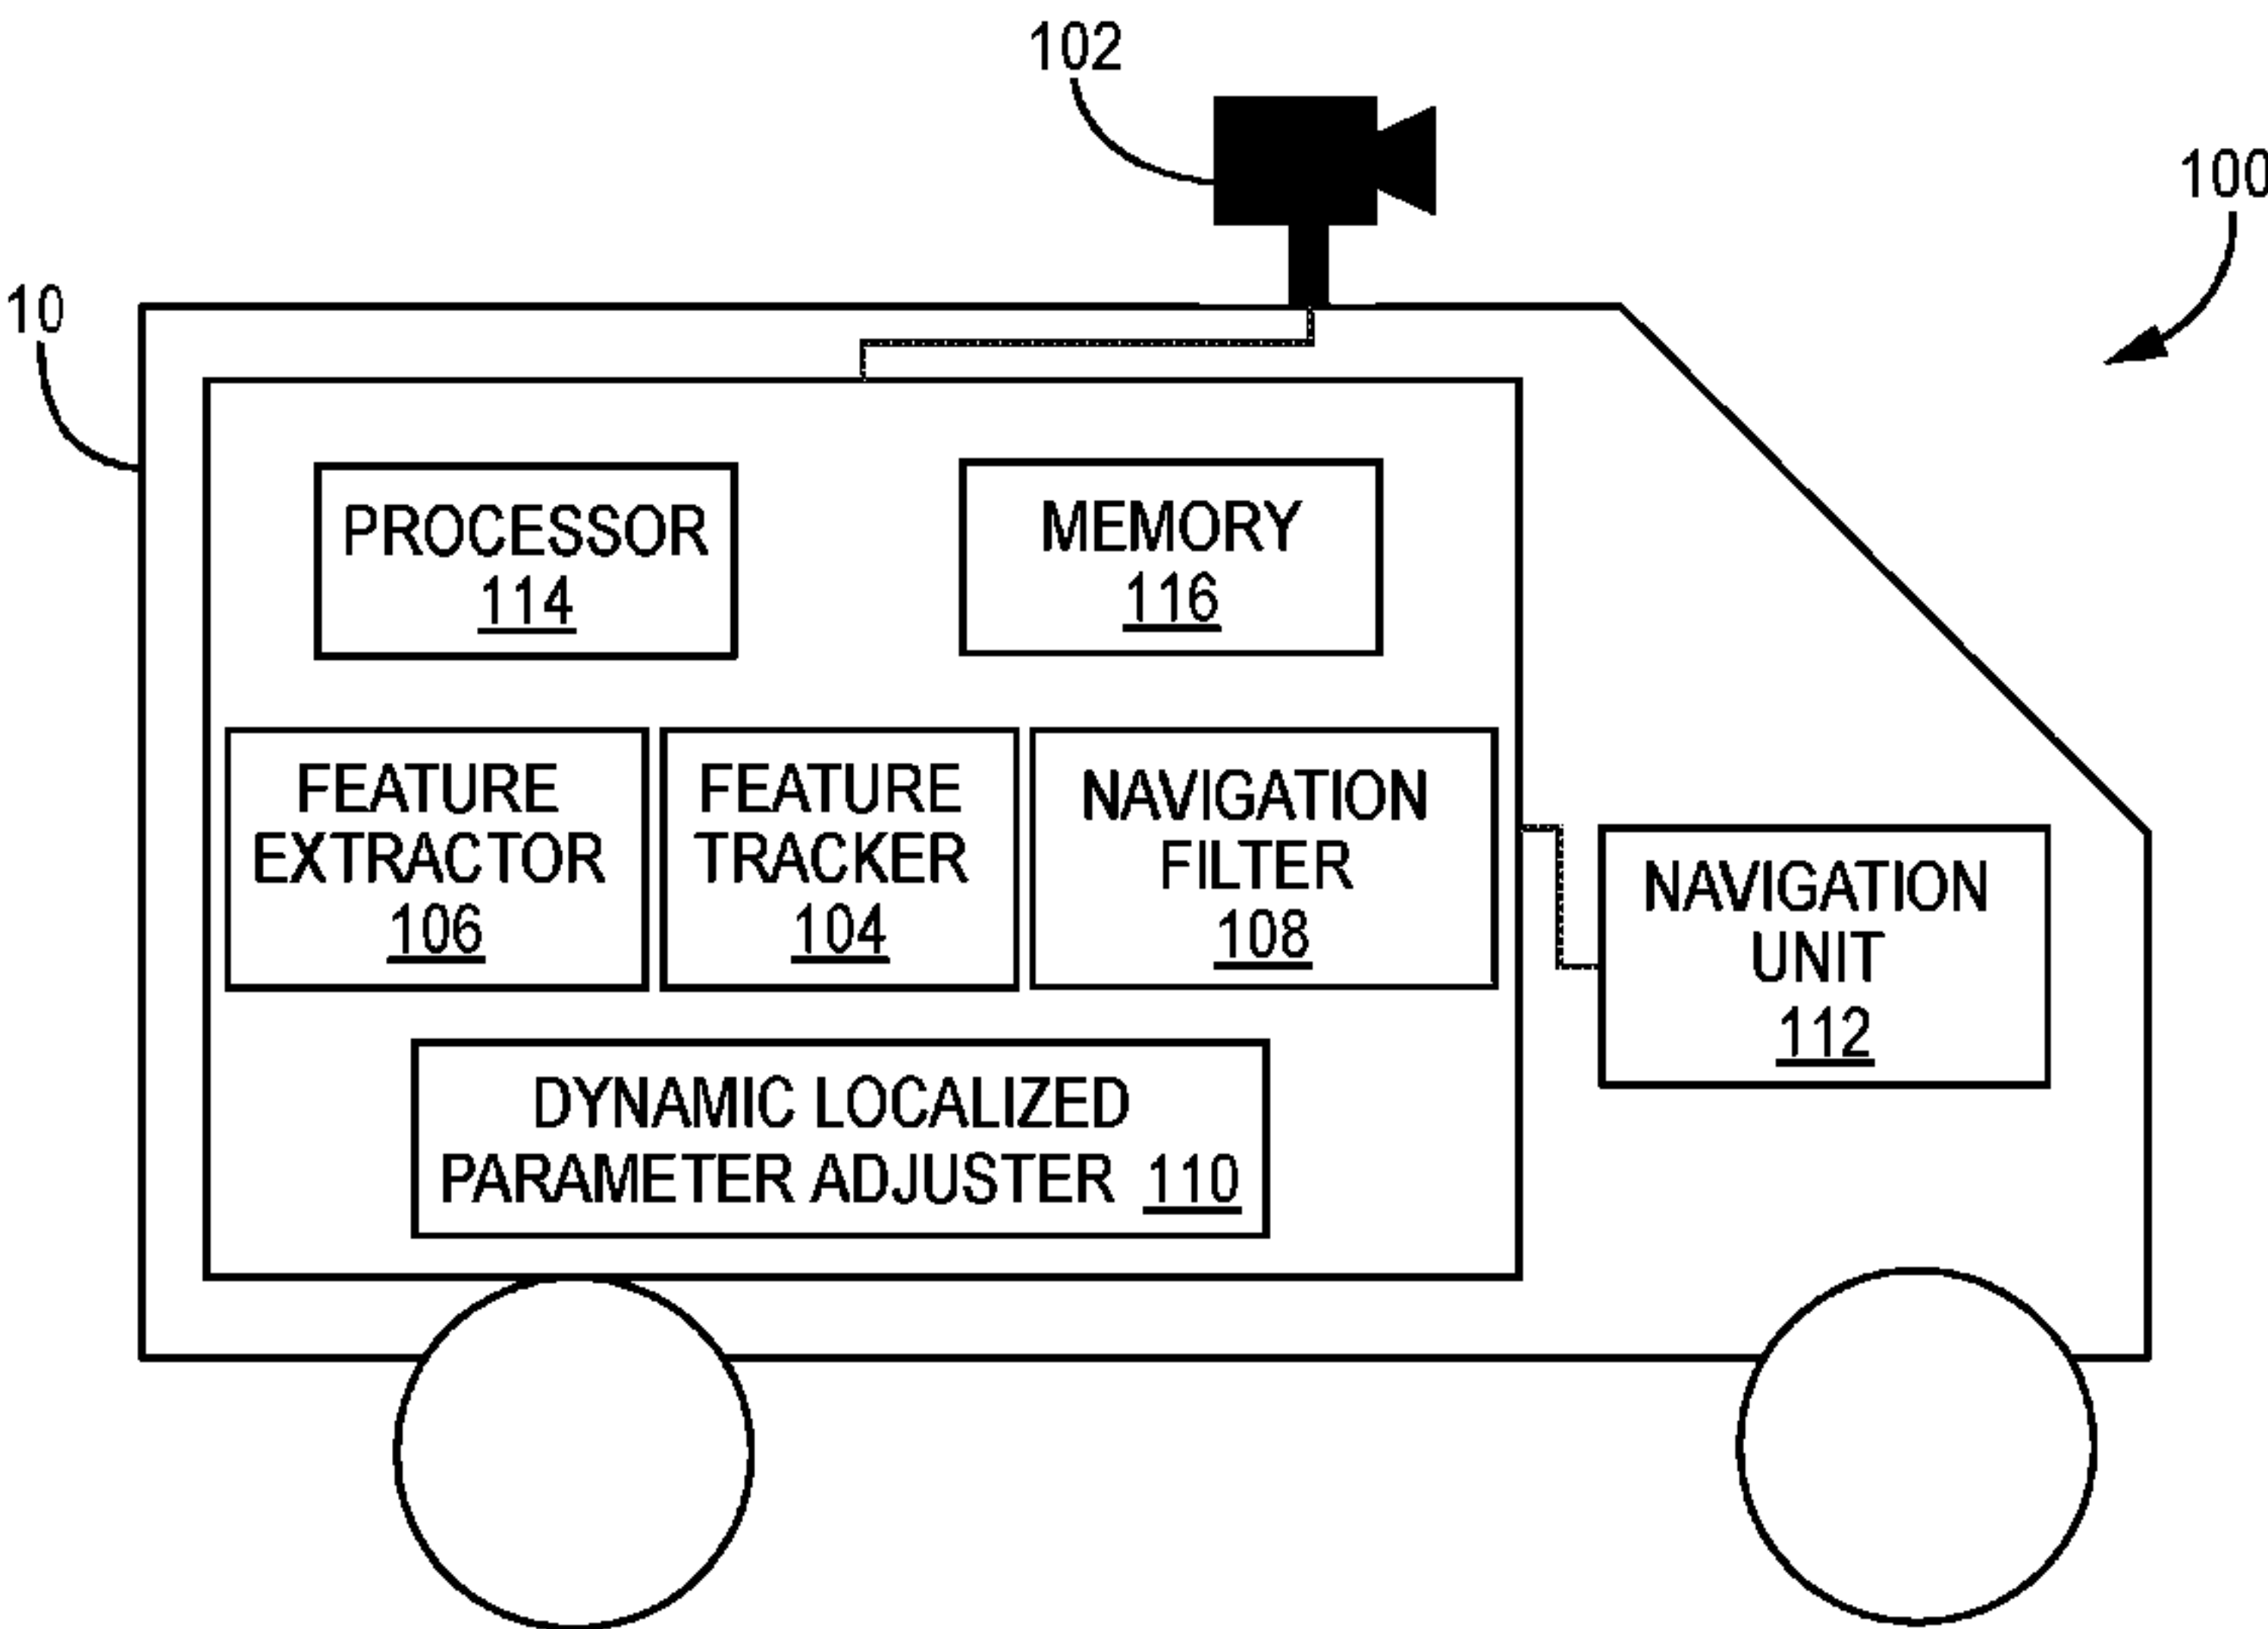 102
100
10
PROCESSOR
114
MEMORY
116
FEATURE
EXTRACTOR
106
FEATURE
TRACKER
104
NAVIGATION
FILTER
108
NAVIGATION
UNIT
112
DYNAMIC LOCALIZED
PARAMETER ADJUSTER 110